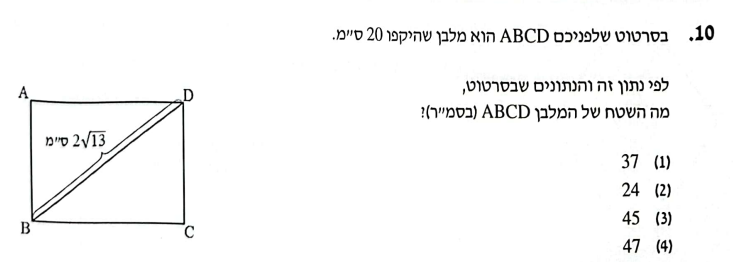 10. בסרטוט שלפניכם ABCD הוא מלבן שהיקפו 20 ס"מ.
לפי נתון זה והנתונים שבסרטוט,
מה השטח של המלבן ABCD (בסמ"ר)?
(1) 37
(2) 24
(3) 45
(4) 47
A
D
2√13 ס"מ
B
C